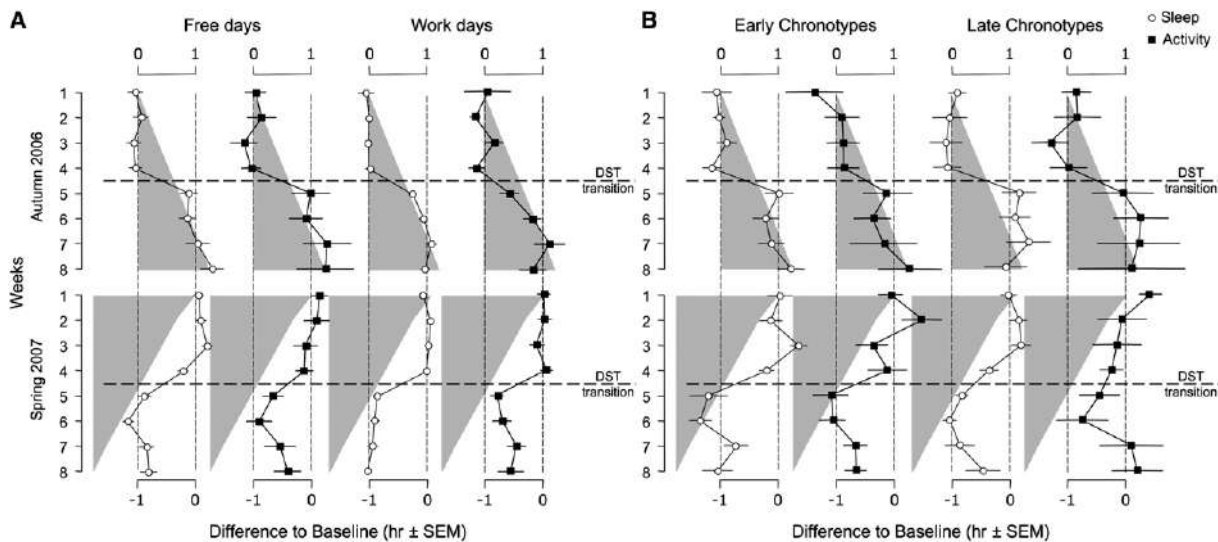 A
Free days
Work days
B
Early Chronotypes
Late Chronotypes
Sleep
Activity
0 1 0 1 0 1 0 1
0 1 0 1 0 1 0 1
Weeks
Autumn 2006
1
2
3
4
5
6
7
8
DST
transition
DST
transition
Spring 2007
1
2
3
4
5
6
7
8
DST
transition
DST
transition
-1 0 -1 0 -1 0 -1 0
-1 0 -1 0 -1 0 -1 0
Difference to Baseline (hr ± SEM)
Difference to Baseline (hr ± SEM)